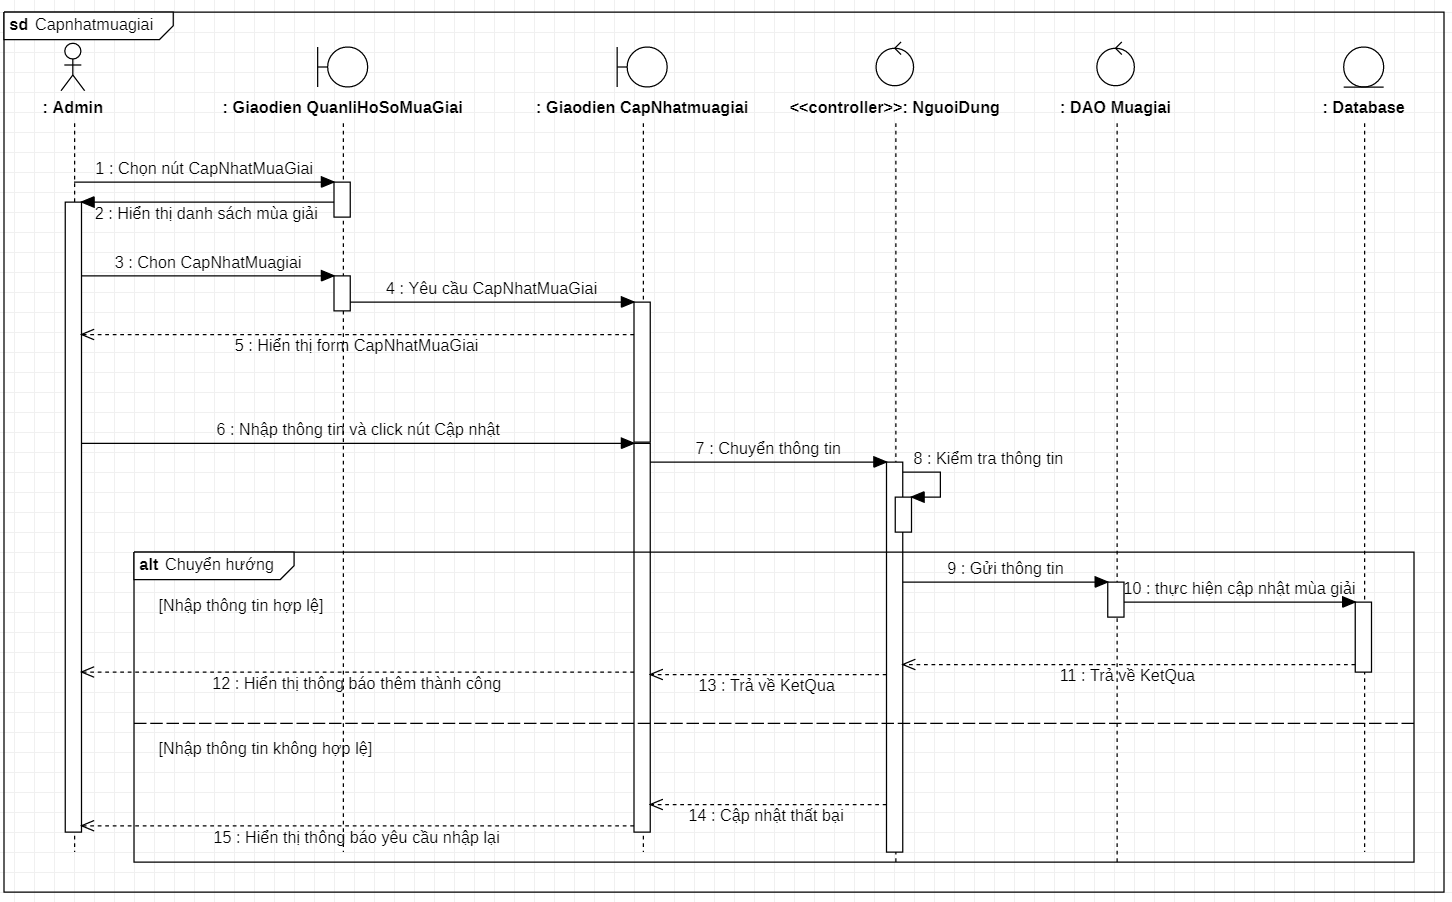 sd Capnhatmuagiai
: Admin
: Giaodien QuanliHoSoMuaGiai
: Giaodien CapNhatmuagiai
<<controller>>: NguoiDung
: DAO Muagiai
: Database
1 : Chọn nút CapNhatMuaGiai
2 : Hiển thị danh sách mùa giải
3 : Chon CapNhatMuagiai
4 : Yêu cầu CapNhatMuaGiai
5 : Hiển thị form CapNhatMuaGiai
6 : Nhập thông tin và click nút Cập nhật
7 : Chuyển thông tin
8 : Kiểm tra thông tin
alt Chuyển hướng
9 : Gửi thông tin
10 : thực hiện cập nhật mùa giải
[Nhập thông tin hợp lệ]
11 : Trả về KetQua
12 : Hiển thị thông báo thêm thành công
13 : Trả về KetQua
[Nhập thông tin không hợp lệ]
14 : Cập nhật thất bại
15 : Hiển thị thông báo yêu cầu nhập lại